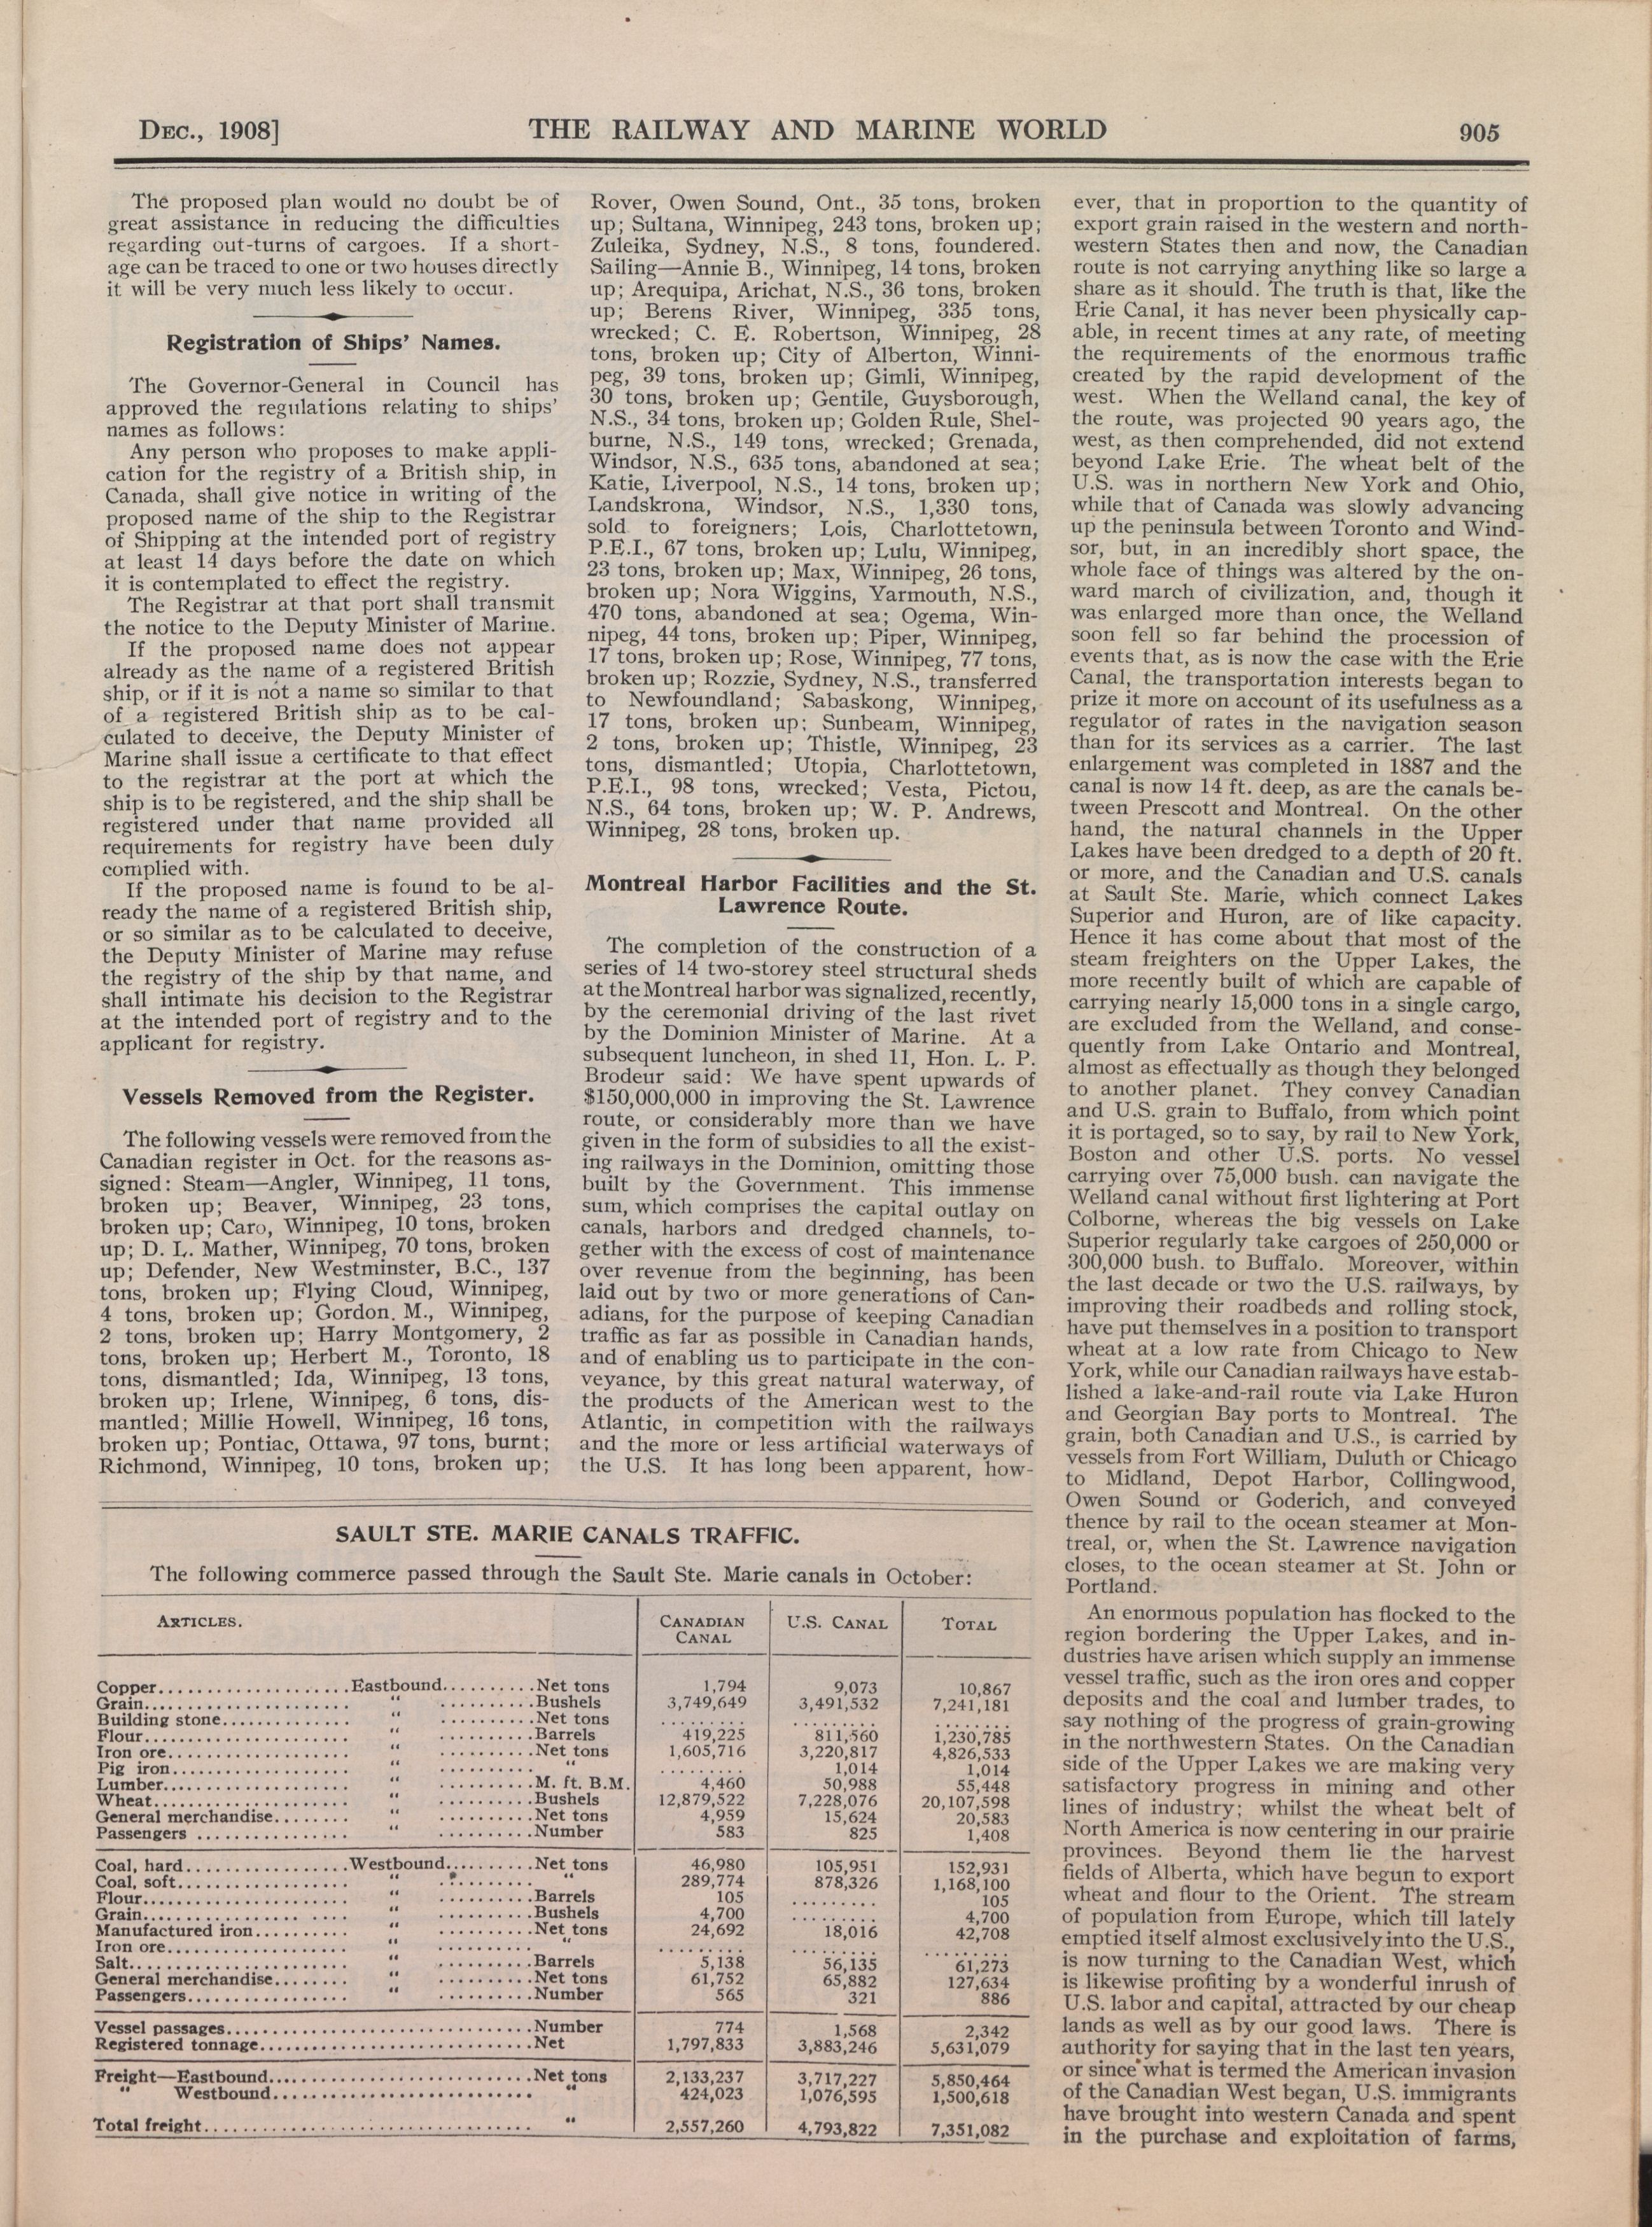 DEC., 1908]
THE RAILWAY AND MARINE WORLD
905
The proposed plan would no doubt be of
great assistance in reducing the difficulties
regarding out-turns of cargoes. If a short-
age can be traced to one or two houses directly
it will be very much less likely to occur.
Registration of Ships' Names.
The Governor-General in Council has
approved the regulations relating to ships'
names as follows:
Any person who proposes to make appli-
cation for the registry of a British ship, in
Canada, shall give notice in writing of the
proposed name of the ship to the Registrar
of Shipping at the intended port of registry
at least 14 days before the date on which
it is contemplated to effect the registry.
The Registrar at that port shall transmit
the notice to the Deputy Minister of Marine.
If the proposed name does not appear
already as the name of a registered British
ship, or if it is not a name so similar to that
of a registered British ship as to be cal-
culated to deceive, the Deputy Minister of
Marine shall issue a certificate to that effect
to the registrar at the port at which the
ship is to be registered, and the ship shall be
registered under that name provided all
requirements for registry have been duly
complied with.
If the proposed name is found to be al-
ready the name of a registered British ship,
or so similar as to be calculated to deceive,
the Deputy Minister of Marine may refuse
the registry of the ship by that name, and
shall intimate his decision to the Registrar
at the intended port of registry and to the
applicant for registry.
Vessels Removed from the Register.
The following vessels were removed from the
Canadian register in Oct. for the reasons as-
signed: Steam—Angler, Winnipeg, 11 tons,
broken up; Beaver, Winnipeg, 23 tons,
broken up; Caro, Winnipeg, 10 tons, broken
up; D. L. Mather, Winnipeg, 70 tons, broken
up; Defender, New Westminster, B.C., 137
tons, broken up; Flying Cloud, Winnipeg,
4 tons, broken up; Gordon. M., Winnipeg,
2 tons, broken up; Harry Montgomery, 2
tons, broken up; Herbert M., Toronto, 18
tons, dismantled; Ida, Winnipeg, 13 tons,
broken up; Irlene, Winnipeg, 6 tons, dis-
mantled; Millie Howell, Winnipeg, 16 tons,
broken up; Pontiac, Ottawa, 97 tons, burnt;
Richmond, Winnipeg, 10 tons, broken up;
Rover, Owen Sound, Ont., 35 tons, broken
up; Sultana, Winnipeg, 243 tons, broken up;
Zuleika, Sydney, N.S., 8 tons, foundered.
Sailing—Annie B., Winnipeg, 14 tons, broken
up; Arequipa, Arichat, N.S., 36 tons, broken
up; Berens River, Winnipeg, 335 tons,
wrecked; C. E. Robertson, Winnipeg, 28
tons, broken up; City of Alberton, Winni-
peg, 39 tons, broken up; Gimli, Winnipeg,
30 tons, broken up; Gentile, Guysborough,
N.S., 34 tons, broken up; Golden Rule, Shel-
burne, N.S., 149 tons, wrecked; Grenada,
Windsor, N.S., 635 tons, abandoned at sea;
Katie, Liverpool, N.S., 14 tons, broken up;
Landskrona, Windsor, N.S., 1,330 tons,
sold to foreigners; Lois, Charlottetown,
P.E.I., 67 tons, broken up; Lulu, Winnipeg,
23 tons, broken up; Max, Winnipeg, 26 tons,
broken up; Nora Wiggins, Yarmouth, N.S.,
470 tons, abandoned at sea; Ogema, Win-
nipeg, 44 tons, broken up; Piper, Winnipeg,
17 tons, broken up; Rose, Winnipeg, 77 tons,
broken up; Rozzie, Sydney, N.S., transferred
to Newfoundland; Sabaskong, Winnipeg,
17 tons, broken up; Sunbeam, Winnipeg,
2 tons, broken up; Thistle, Winnipeg, 23
tons, dismantled; Utopia, Charlottetown,
P.E.I., 98 tons, wrecked; Vesta, Pictou,
N.S., 64 tons, broken up; W. P. Andrews,
Winnipeg, 28 tons, broken up.
Montreal Harbor Facilities and the St.
Lawrence Route.
The completion of the construction of a
series of 14 two-storey steel structural sheds
at the Montreal harbor was signalized, recently,
by the ceremonial driving of the last rivet
by the Dominion Minister of Marine. At a
subsequent luncheon, in shed 11, Hon. L. P.
Brodeur said: We have spent upwards of
$150,000,000 in improving the St. Lawrence
route, or considerably more than we have
given in the form of subsidies to all the exist-
ing railways in the Dominion, omitting those
built by the Government. This immense
sum, which comprises the capital outlay on
canals, harbors and dredged channels, to-
gether with the excess of cost of maintenance
over revenue from the beginning, has been
laid out by two or more generations of Can-
adians, for the purpose of keeping Canadian
traffic as far as possible in Canadian hands,
and of enabling us to participate in the con-
veyance, by this great natural waterway, of
the products of the American west to the
Atlantic, in competition with the railways
and the more or less artificial waterways of
the U.S. It has long been apparent, how-
ever, that in proportion to the quantity of
export grain raised in the western and north-
western States then and now, the Canadian
route is not carrying anything like so large a
share as it should. The truth is that, like the
Erie Canal, it has never been physically cap-
able, in recent times at any rate, of meeting
the requirements of the enormous traffic
created by the rapid development of the
west. When the Welland canal, the key of
the route, was projected 90 years ago, the
west, as then comprehended, did not extend
beyond Lake Erie. The wheat belt of the
U.S. was in northern New York and Ohio,
while that of Canada was slowly advancing
up the peninsula between Toronto and Wind-
sor, but, in an incredibly short space, the
whole face of things was altered by the on-
ward march of civilization, and, though it
was enlarged more than once, the Welland
soon fell so far behind the procession of
events that, as is now the case with the Erie
Canal, the transportation interests began to
prize it more on account of its usefulness as a
regulator of rates in the navigation season
than for its services as a carrier. The last
enlargement was completed in 1887 and the
canal is now 14 ft. deep, as are the canals be-
tween Prescott and Montreal. On the other
hand, the natural channels in the Upper
Lakes have been dredged to a depth of 20 ft.
or more, and the Canadian and U.S. canals
at Sault Ste. Marie, which connect Lakes
Superior and Huron, are of like capacity.
Hence it has come about that most of the
steam freighters on the Upper Lakes, the
more recently built of which are capable of
carrying nearly 15,000 tons in a single cargo,
are excluded from the Welland, and conse-
quently from Lake Ontario and Montreal,
almost as effectually as though they belonged
to another planet. They convey Canadian
and U.S. grain to Buffalo, from which point
it is portaged, so to say, by rail to New York,
Boston and other U.S. ports. No vessel
carrying over 75,000 bush. can navigate the
Welland canal without first lightering at Port
Colborne, whereas the big vessels on Lake
Superior regularly take cargoes of 250,000 or
300,000 bush. to Buffalo. Moreover, within
the last decade or two the U.S. railways, by
improving their roadbeds and rolling stock,
have put themselves in a position to transport
wheat at a low rate from Chicago to New
York, while our Canadian railways have estab-
lished a lake-and-rail route via Lake Huron
and Georgian Bay ports to Montreal. The
grain, both Canadian and U.S., is carried by
vessels from Fort William, Duluth or Chicago
to Midland, Depot Harbor, Collingwood,
Owen Sound or Goderich, and conveyed
thence by rail to the ocean steamer at Mon-
treal, or, when the St. Lawrence navigation
closes, to the ocean steamer at St. John or
Portland.
An enormous population has flocked to the
region bordering the Upper Lakes, and in-
dustries have arisen which supply an immense
vessel traffic, such as the iron ores and copper
deposits and the coal and lumber trades, to
say nothing of the progress of grain-growing
in the northwestern States. On the Canadian
side of the Upper Lakes we are making very
satisfactory progress in mining and other
lines of industry; whilst the wheat belt of
North America is now centering in our prairie
provinces. Beyond them lie the harvest
fields of Alberta, which have begun to export
wheat and flour to the Orient. The stream
of population from Europe, which till lately
emptied itself almost exclusively into the U.S.,
is now turning to the Canadian West, which
is likewise profiting by a wonderful inrush of
U.S. labor and capital, attracted by our cheap
lands as well as by our good laws. There is
authority for saying that in the last ten years,
or since what is termed the American invasion
of the Canadian West began, U.S. immigrants
have brought into western Canada and spent
in the purchase and exploitation of farms,
SAULT STE. MARIE CANALS TRAFFIC.
The following commerce passed through the Sault Ste. Marie canals in October:
ARTICLES. CANADIAN CANAL U.S. CANAL TOTAL
Copper....................Eastbound..........Net tons 1,794 9,073 10,867
Grain.................... " ..........Bushels 3,749,649 3,491,532 7,241,181
Building stone.............. " ..........Net tons ......... ......... ........
Flour...................... " ..........Barrels 419,225 811,560 1,230,785
Iron ore................... " ..........Net tons 1,605,716 3,220,817 4,826,533
Pig iron................... " .......... " ......... 1,014 1,014
Lumber.................... " ..........M. ft. B.M. 4,460 50,988 55,448
Wheat..................... " ..........Bushels 12,879,522 7,228,076 20,107,598
General merchandise........ " ..........Net tons 4,959 15,624 20,583
Passengers ................ " ..........Number 583 825 1,408
Coal, hard.................Westbound..........Net tons 46,980 105,951 152,931
Coal, soft.................. " .......... " 289,774 878,326 1,168,100
Flour...................... " ..........Barrels 105 ......... 105
Grain...................... " ..........Bushels 4,700 ......... 4,700
Manufactured iron.......... " ..........Net tons 24,692 18,016 42,708
Iron ore................... " .......... " ......... ......... .........
Salt....................... " ..........Barrels 5,138 56,135 61,273
General merchandise........ " ..........Net tons 61,752 65,882 127,634
Passengers................. " ..........Number 565 321 886
Vessel passages................................Number 774 1,568 2,342
Registered tonnage.............................Net 1,797,833 3,883,246 5,631,079
Freight—Eastbound............................Net tons 2,133,237 3,717,227 5,850,464
" Westbound............................ " 424,023 1,076,595 1,500,618
Total freight................................... " 2,557,260 4,793,822 7,351,082